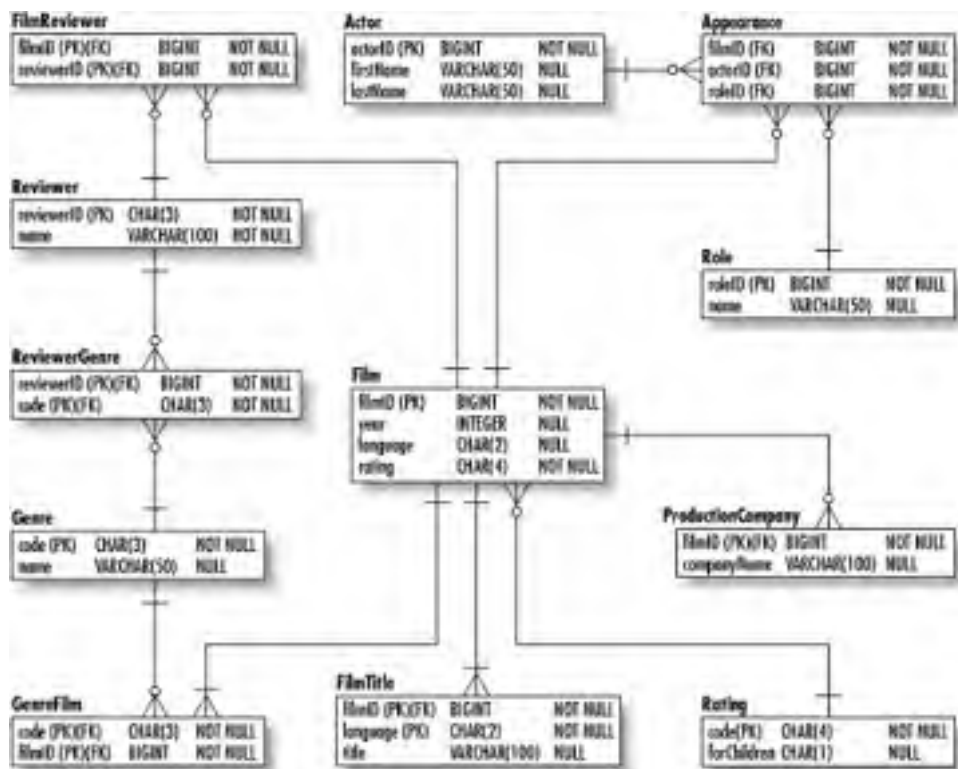 FilmReviewer
filmID (PK)(FK) BIGINT NOT NULL
reviewerID (PK)(FK) BIGINT NOT NULL
Actor
actorID (PK) BIGINT NOT NULL
firstName VARCHAR(50) NULL
lastName VARCHAR(50) NULL
Appearance
filmID (FK) BIGINT NOT NULL
actorID (FK) BIGINT NOT NULL
roleID (FK) BIGINT NOT NULL
Reviewer
reviewerID (PK) CHAR(3) NOT NULL
name VARCHAR(100) NOT NULL
Role
roleID (PK) BIGINT NOT NULL
name VARCHAR(50) NULL
ReviewerGenre
reviewerID (PK)(FK) BIGINT NOT NULL
code (PK)(FK) CHAR(3) NOT NULL
Film
filmID (PK) BIGINT NOT NULL
year INTEGER NULL
language CHAR(2) NULL
rating CHAR(4) NOT NULL
Genre
code (PK) CHAR(3) NOT NULL
name VARCHAR(50) NULL
ProductionCompany
filmID (PK)(FK) BIGINT NOT NULL
companyName VARCHAR(100) NULL
GenreFilm
code (PK)(FK) CHAR(3) NOT NULL
filmID (PK)(FK) BIGINT NOT NULL
FilmTitle
filmID (PK)(FK) BIGINT NOT NULL
language (PK) CHAR(2) NOT NULL
title VARCHAR(100) NULL
Rating
code(PK) CHAR(4) NOT NULL
forChildren CHAR(1) NULL